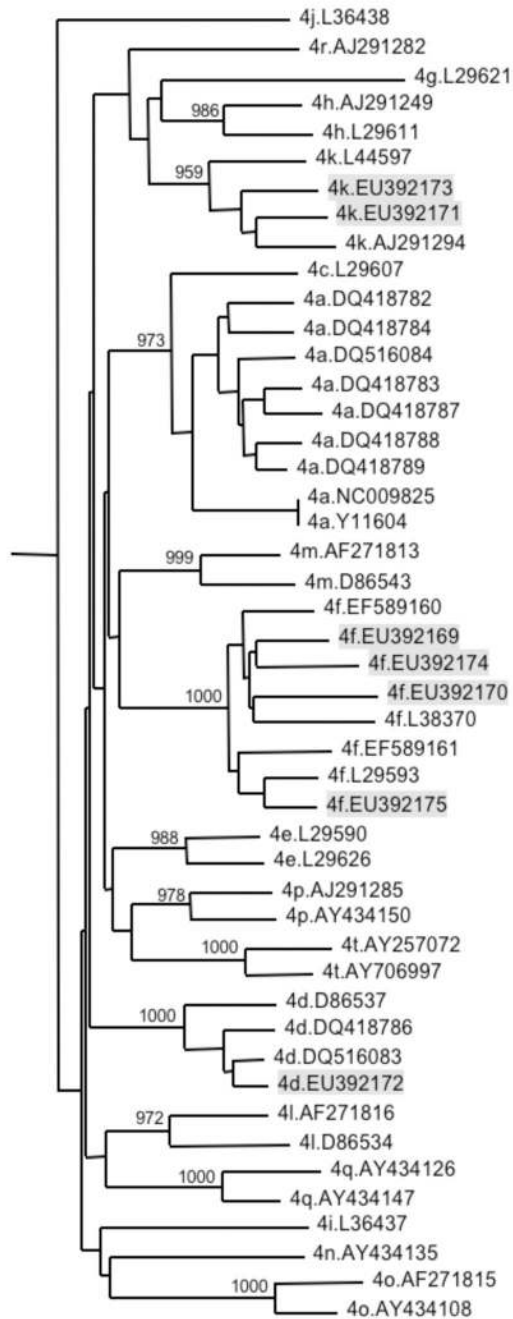 4j.L36438
4r.AJ291282
4g.L29621
986
4h.AJ291249
4h.L29611
4k.L44597
959
4k.EU392173
4k.EU392171
4k.AJ291294
4c.L29607
4a.DQ418782
4a.DQ418784
973
4a.DQ516084
4a.DQ418783
4a.DQ418787
4a.DQ418788
4a.DQ418789
4a.NC009825
4a.Y11604
999
4m.AF271813
4m.D86543
4f.EF589160
4f.EU392169
4f.EU392174
1000
4f.EU392170
4f.L38370
4f.EF589161
4f.L29593
4f.EU392175
988
4e.L29590
4e.L29626
978
4p.AJ291285
4p.AY434150
1000
4t.AY257072
4t.AY706997
4d.D86537
1000
4d.DQ418786
4d.DQ516083
4d.EU392172
972
4l.AF271816
4l.D86534
1000
4q.AY434126
4q.AY434147
4i.L36437
4n.AY434135
1000
4o.AF271815
4o.AY434108